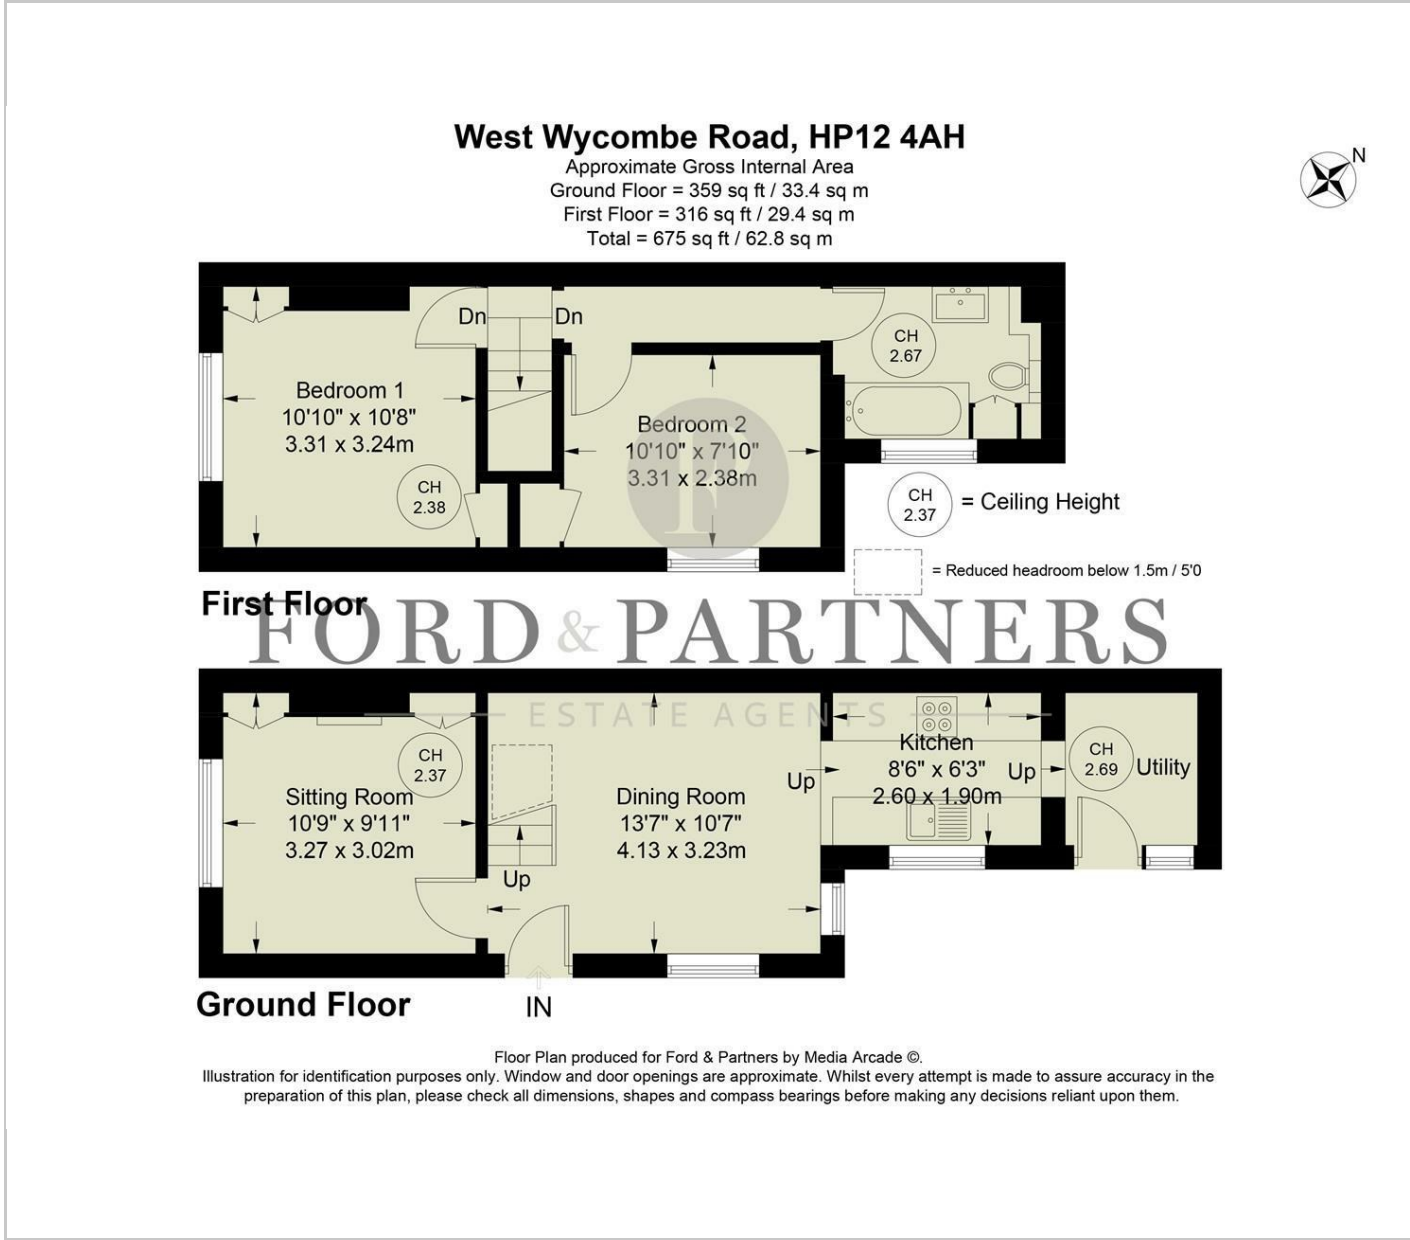 West Wycombe Road, HP12 4AH
Approximate Gross Internal Area
Ground Floor = 359 sq ft / 33.4 sq m
First Floor = 316 sq ft / 29.4 sq m
Total = 675 sq ft / 62.8 sq m
N
Dn
Dn
CH
2.67
Bedroom 1
10'10" x 10'8"
3.31 x 3.24m
Bedroom 2
10'10" x 7'10"
3.31 x 2.38m
CH
2.38
CH
2.37
= Ceiling Height
= Reduced headroom below 1.5m / 5'0
First Floor
FORD & PARTNERS
ESTATE AGENTS
CH
2.37
Sitting Room
10'9" x 9'11"
3.27 x 3.02m
Up
Dining Room
13'7" x 10'7"
4.13 x 3.23m
Up
Kitchen
8'6" x 6'3"
2.60 x 1.90m
Up
CH
2.69
Utility
Ground Floor
IN
Floor Plan produced for Ford & Partners by Media Arcade ©.
Illustration for identification purposes only. Window and door openings are approximate. Whilst every attempt is made to assure accuracy in the
preparation of this plan, please check all dimensions, shapes and compass bearings before making any decisions reliant upon them.